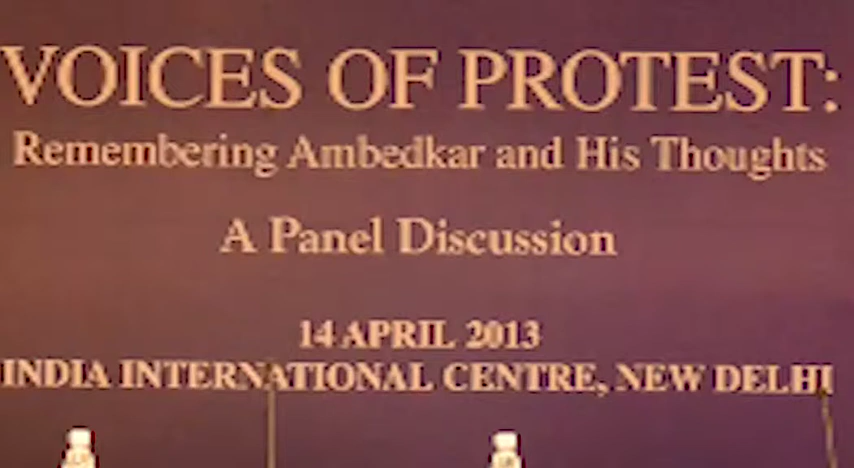 VOICES OF PROTEST:
Remembering Ambedkar and His Thoughts
A Panel Discussion
14 APRIL 2013
INDIA INTERNATIONAL CENTRE, NEW DELHI